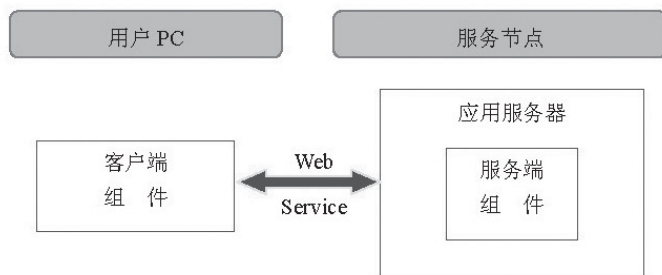 用户 PC
服务节点
应用服务器
客户端
组 件
Web
Service
服务端
组 件